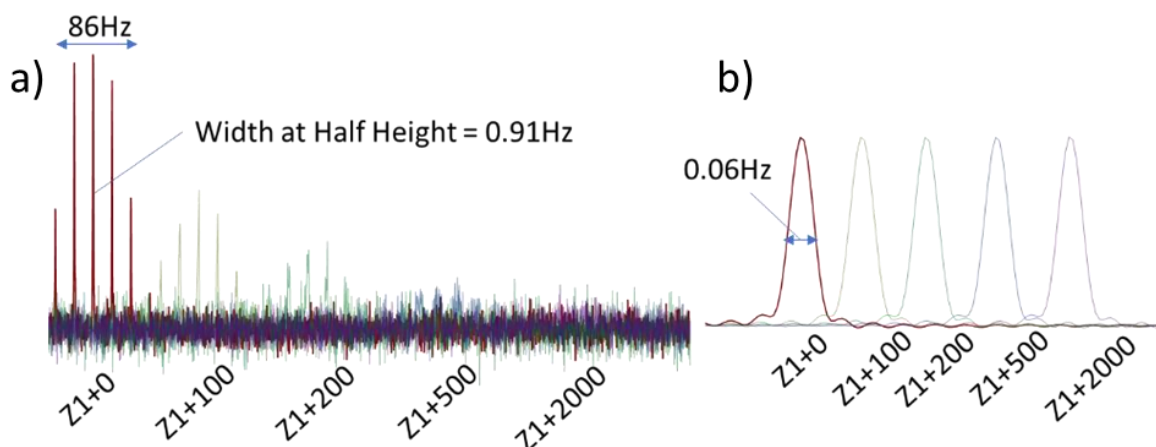 a)
86Hz
Width at Half Height = 0.91Hz
Z1+0
Z1+100
Z1+200
Z1+500
Z1+2000
b)
0.06Hz
Z1+0
Z1+100
Z1+200
Z1+500
Z1+2000